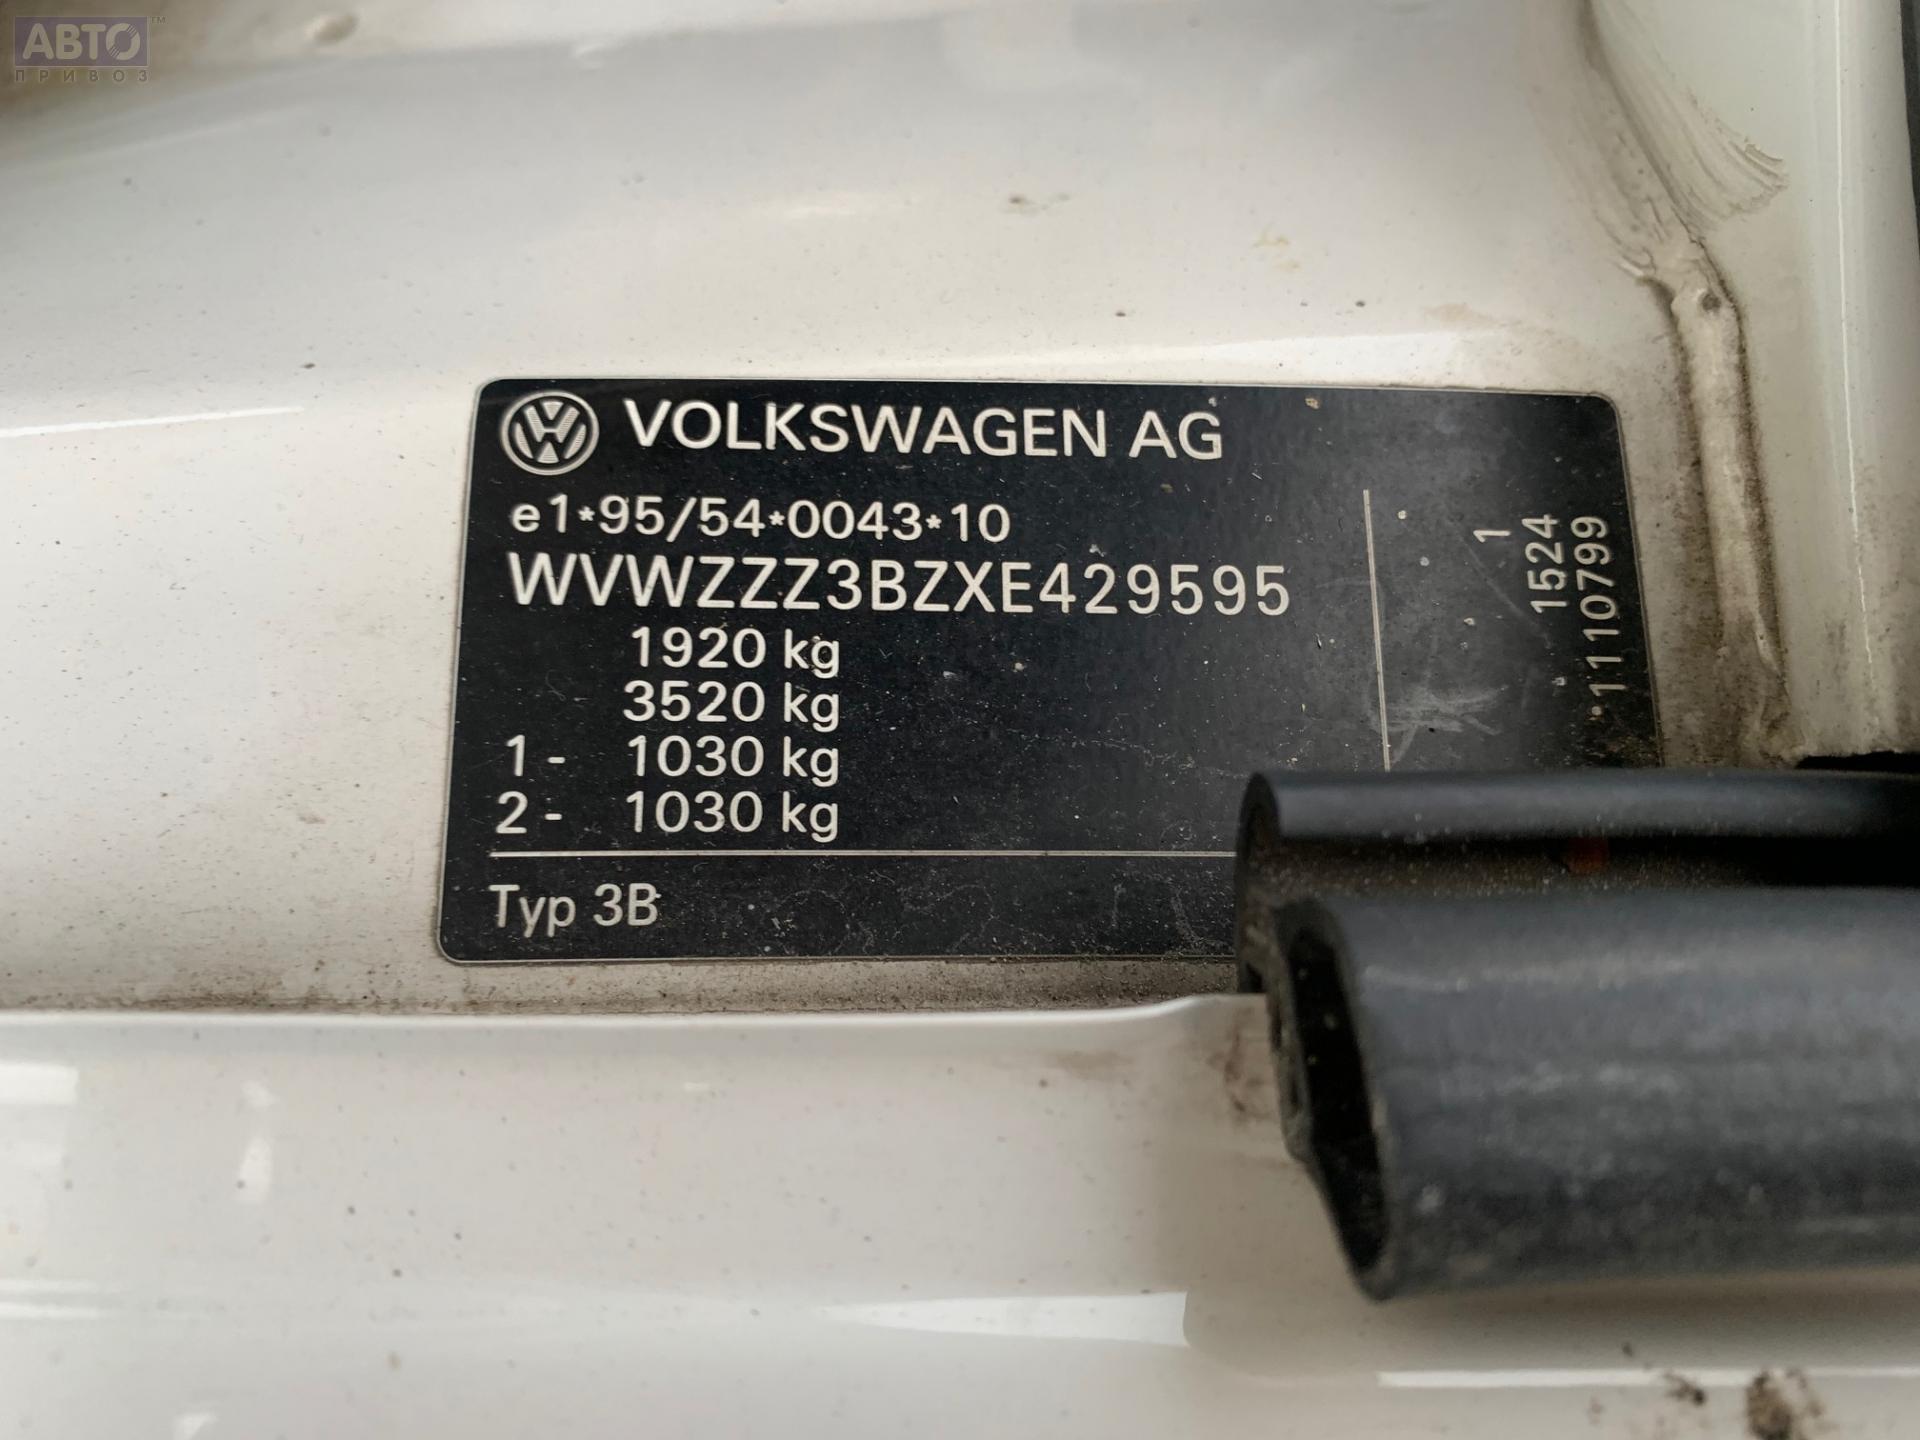 АВТО™
ПРИВОЗ
VOLKSWAGEN AG
e1*95/54*0043*10
WVWZZZ3BZXE429595
1920 kg
3520 kg
1 - 1030 kg
2 - 1030 kg
Typ 3B
1
1524
*1110799